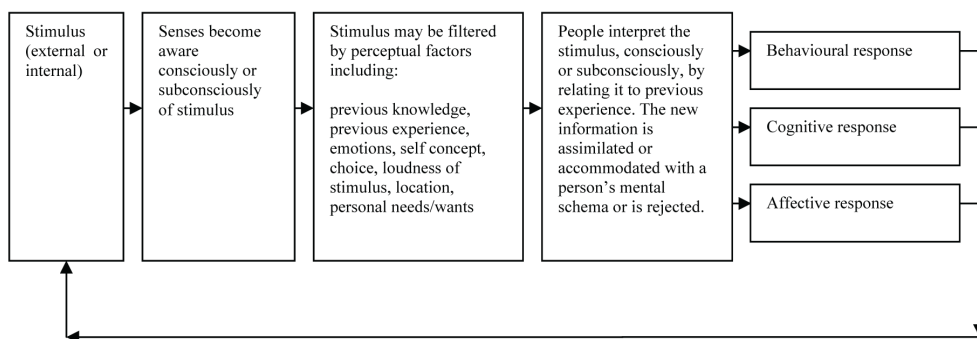 Stimulus
(external or
internal)
Senses become
aware
consciously or
subconsciously
of stimulus
Stimulus may be filtered
by perceptual factors
including:
previous knowledge,
previous experience,
emotions, self concept,
choice, loudness of
stimulus, location,
personal needs/wants
People interpret the
stimulus, consciously
or subconsciously, by
relating it to previous
experience. The new
information is
assimilated or
accommodated with a
person’s mental
schema or is rejected.
Behavioural response
Cognitive response
Affective response